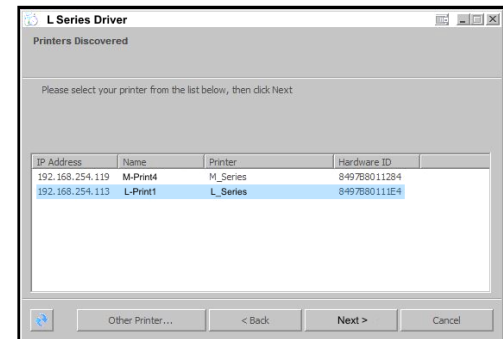 L Series Driver
Printers Discovered
Please select your printer from the list below, then click Next
IP Address Name Printer Hardware ID
192.168.254.119 M-Print4 M_Series 8497B8011284
192.168.254.113 L-Print1 L_Series 8497B80111E4
Other Printer... < Back Next > Cancel